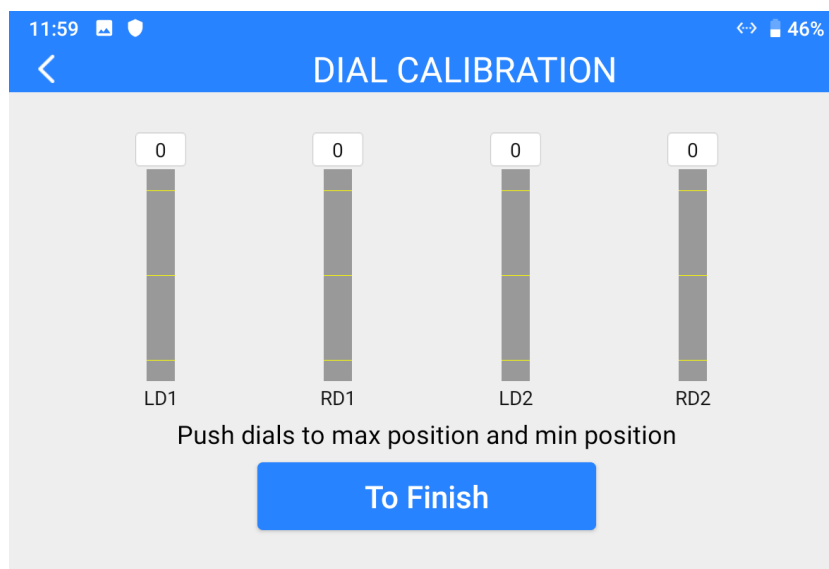 11:59 46%
DIAL CALIBRATION
0 0 0 0
LD1 RD1 LD2 RD2
Push dials to max position and min position
To Finish